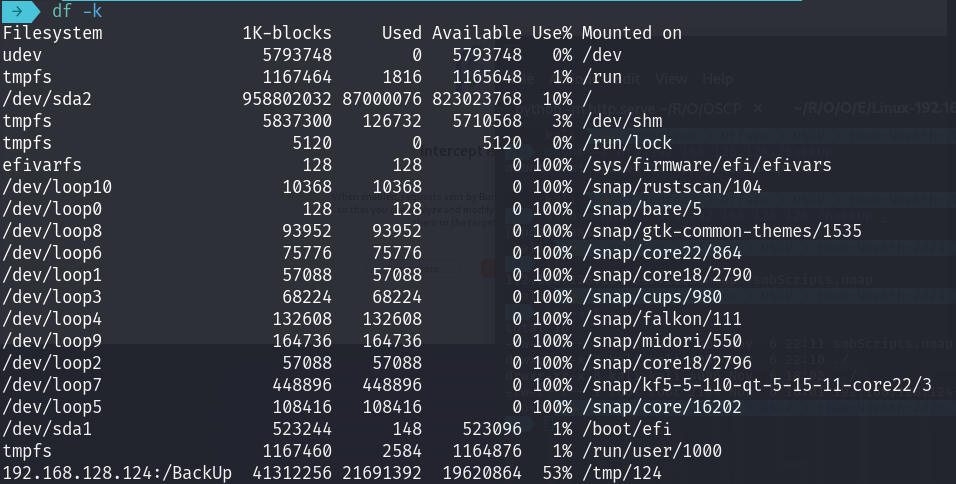 → df -k
Filesystem 1K-blocks Used Available Use% Mounted on
udev 5793748 0 5793748 0% /dev
tmpfs 1167464 1816 1165648 1% /run
/dev/sda2 958802032 87000076 823023768 10% /
tmpfs 5837300 126732 5710568 3% /dev/shm
tmpfs 5120 0 5120 0% /run/lock
efivarfs 128 128 0 100% /sys/firmware/efi/efivars
/dev/loop10 10368 10368 0 100% /snap/rustscan/104
/dev/loop0 128 128 0 100% /snap/bare/5
/dev/loop8 93952 93952 0 100% /snap/gtk-common-themes/1535
/dev/loop6 75776 75776 0 100% /snap/core22/864
/dev/loop1 57088 57088 0 100% /snap/core18/2790
/dev/loop3 68224 68224 0 100% /snap/cups/980
/dev/loop4 132608 132608 0 100% /snap/falkon/111
/dev/loop9 164736 164736 0 100% /snap/midori/550
/dev/loop2 57088 57088 0 100% /snap/core18/2796
/dev/loop7 448896 448896 0 100% /snap/kf5-5-110-qt-5-15-11-core22/3
/dev/loop5 108416 108416 0 100% /snap/core/16202
/dev/sda1 523244 148 523096 1% /boot/efi
tmpfs 1167460 2584 1164876 1% /run/user/1000
192.168.128.124:/BackUp 41312256 21691392 19620864 53% /tmp/124